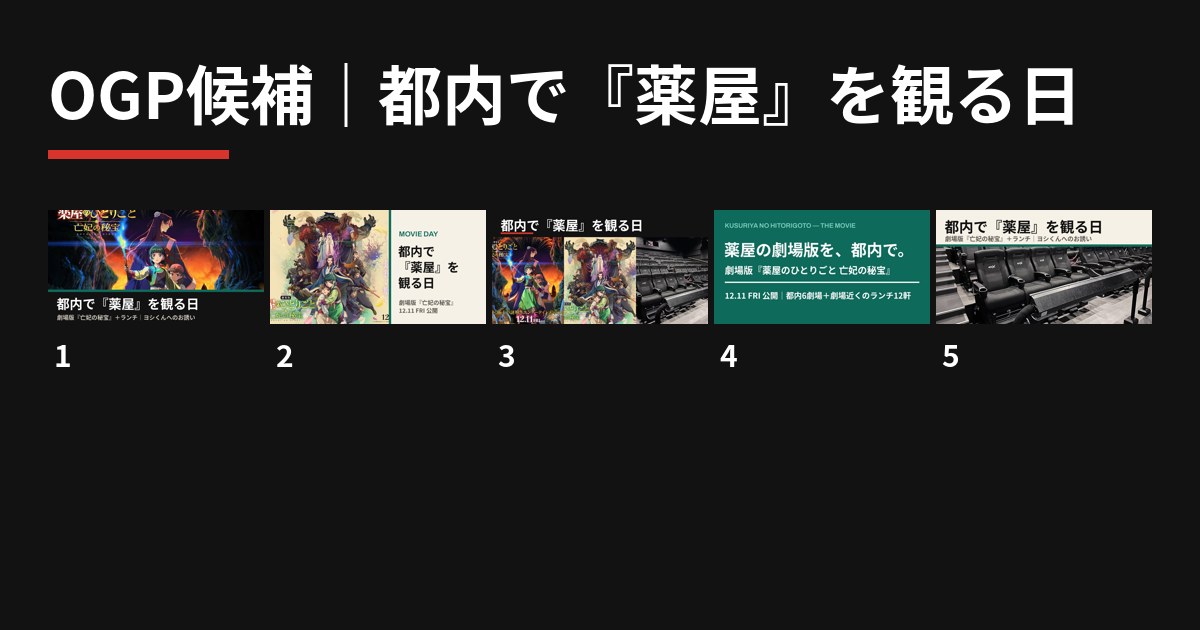 OGP候補｜都内で『薬屋』を観る日
薬屋のひとりごと
亡妃の秘宝
都内で『薬屋』を観る日
劇場版『亡妃の秘宝』＋ランチ｜ヨシくんへのお誘い
1
12
MOVIE DAY
都内で
『薬屋』を
観る日
劇場版『亡妃の秘宝』
12.11 FRI 公開
2
都内で『薬屋』を観る日
12.11
3
KUSURIYA NO HITORIGOTO — THE MOVIE
薬屋の劇場版を、都内で。
劇場版『薬屋のひとりごと 亡妃の秘宝』
12.11 FRI 公開｜都内6劇場＋劇場近くのランチ12軒
4
都内で『薬屋』を観る日
劇場版『亡妃の秘宝』＋ランチ｜ヨシくんへのお誘い
5